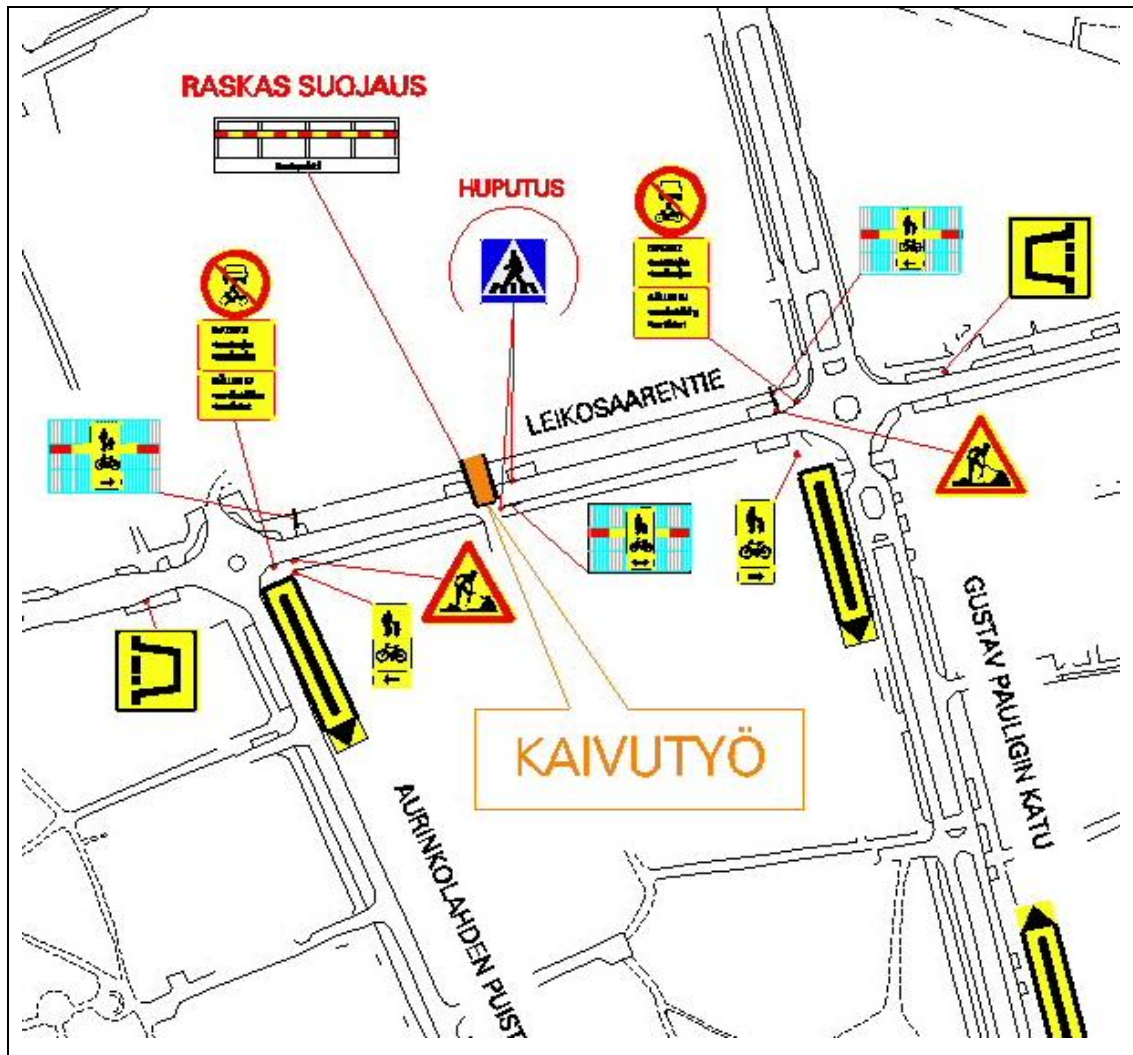 RASKAS SUOJAUS
HUPUTUS
LEIKOSAARENTIE
KAIVUTYÖ
GUSTAV PAULIGIN KATU
AURINKOLAHDEN PUIST